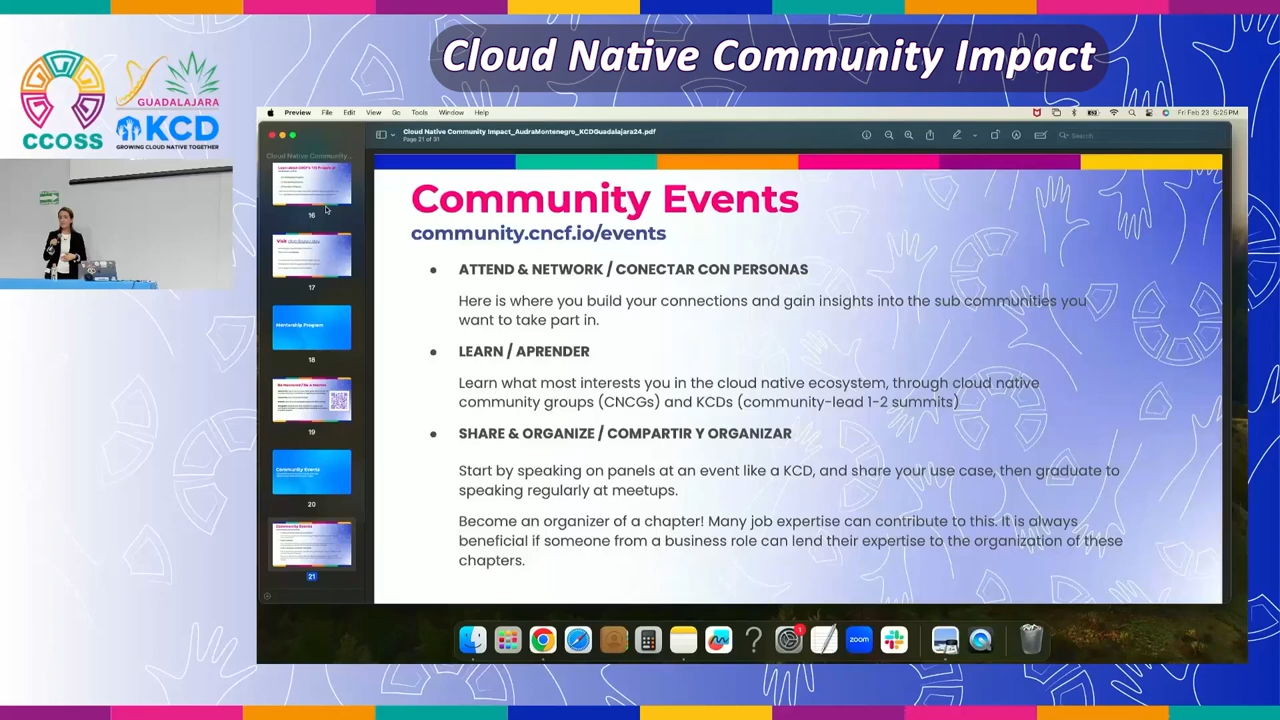 Cloud Native Community Impact
CCOSS
GUADALAJARA
KCD
GROWING CLOUD NATIVE TOGETHER
Preview File Edit View Go Tools Window Help
Fri Feb 23 5:25 PM
Cloud Native Community Impact_AudraMontenegro_KCDGuadalajara24.pdf
Page 21 of 31
Search
Cloud Native Community...
16
Visit
17
Mentorship Program
18
19
Community Events
20
Community Events
21
Community Events
community.cncf.io/events
● ATTEND & NETWORK / CONECTAR CON PERSONAS
Here is where you build your connections and gain insights into the sub communities you
want to take part in.
● LEARN / APRENDER
Learn what most interests you in the cloud native ecosystem, through cloud native
community groups (CNCGs) and KCDs (community-lead 1-2 summits)
● SHARE & ORGANIZE / COMPARTIR Y ORGANIZAR
Start by speaking on panels at an event like a KCD, and share your use case, then graduate to
speaking regularly at meetups.
Become an organizer of a chapter! Many job expertise can contribute to this. It is always
beneficial if someone from a business role can lend their expertise to the organization of these
chapters.
zoom